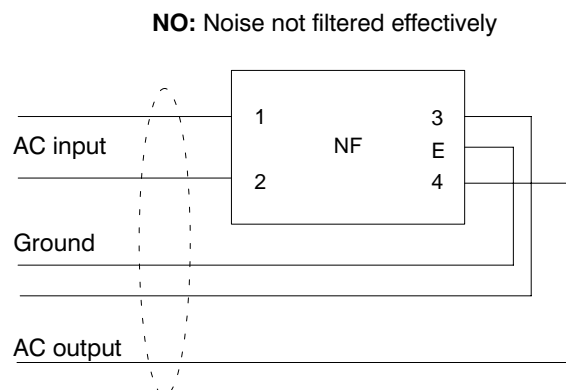 NO: Noise not filtered effectively
1 3
AC input NF E
2 4
Ground
AC output